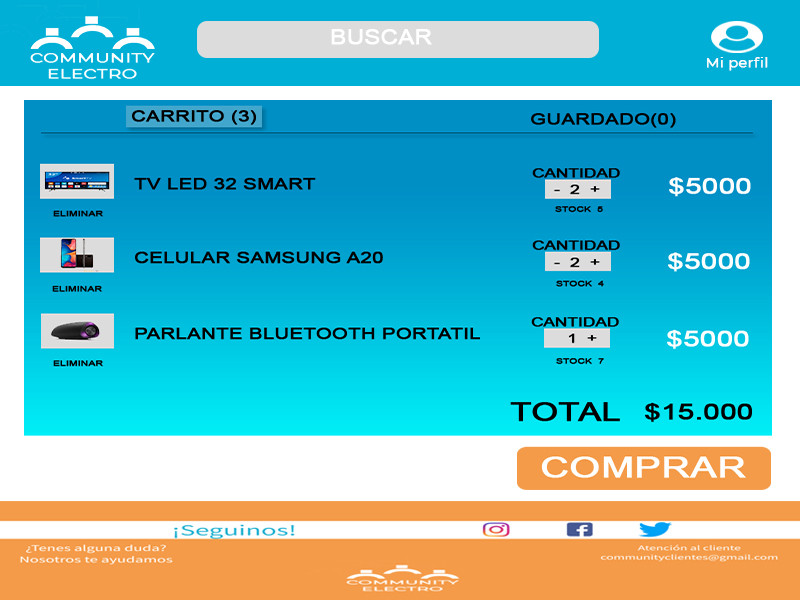 COMMUNITY
ELECTRO
BUSCAR
Mi perfil
CARRITO (3)
GUARDADO(0)
TV LED 32 SMART
ELIMINAR
CANTIDAD
- 2 +
STOCK 5
$5000
CELULAR SAMSUNG A20
ELIMINAR
CANTIDAD
- 2 +
STOCK 4
$5000
PARLANTE BLUETOOTH PORTATIL
ELIMINAR
CANTIDAD
1 +
STOCK 7
$5000
TOTAL $15.000
COMPRAR
¡Seguinos!
¿Tenes alguna duda?
Nosotros te ayudamos
COMMUNITY
ELECTRO
Atención al cliente
communityclientes@gmail.com